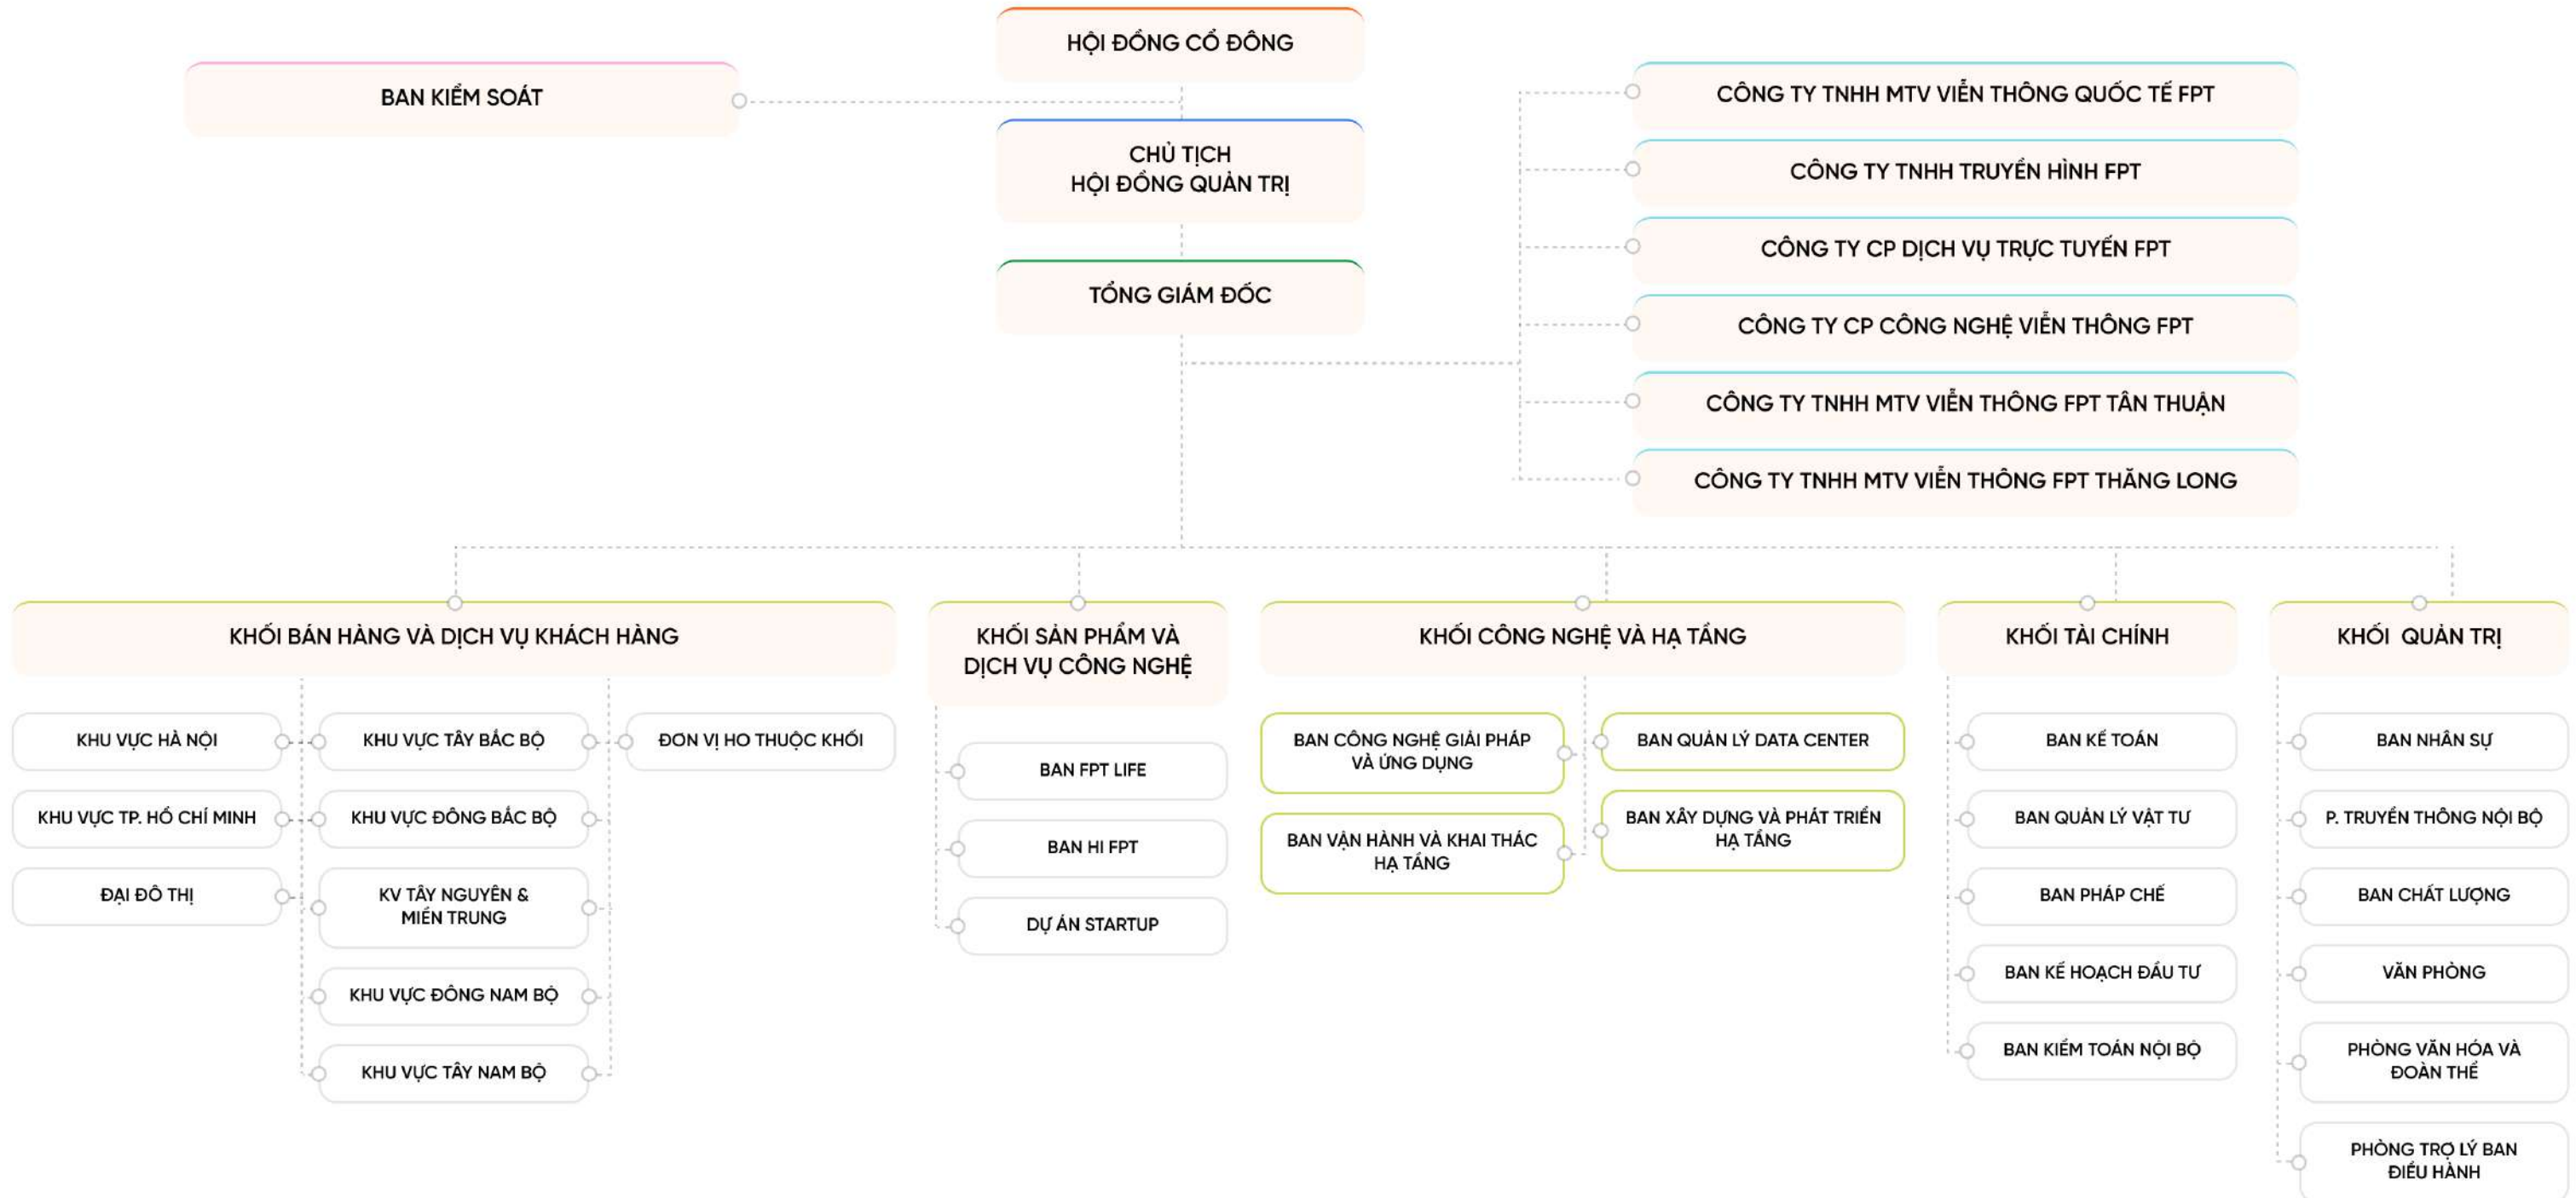 HỘI ĐỒNG CỔ ĐÔNG
BAN KIỂM SOÁT
CHỦ TỊCH
HỘI ĐỒNG QUẢN TRỊ
TỔNG GIÁM ĐỐC
CÔNG TY TNHH MTV VIỄN THÔNG QUỐC TẾ FPT
CÔNG TY TNHH TRUYỀN HÌNH FPT
CÔNG TY CP DỊCH VỤ TRỰC TUYẾN FPT
CÔNG TY CP CÔNG NGHỆ VIỄN THÔNG FPT
CÔNG TY TNHH MTV VIỄN THÔNG FPT TÂN THUẬN
CÔNG TY TNHH MTV VIỄN THÔNG FPT THĂNG LONG
KHỐI BÁN HÀNG VÀ DỊCH VỤ KHÁCH HÀNG
KHU VỰC HÀ NỘI
KHU VỰC TP. HỒ CHÍ MINH
ĐẠI ĐÔ THỊ
KHU VỰC TÂY BẮC BỘ
KHU VỰC ĐÔNG BẮC BỘ
KV TÂY NGUYÊN &
MIỀN TRUNG
KHU VỰC ĐÔNG NAM BỘ
KHU VỰC TÂY NAM BỘ
ĐƠN VỊ HO THUỘC KHỐI
KHỐI SẢN PHẨM VÀ
DỊCH VỤ CÔNG NGHỆ
BAN FPT LIFE
BAN HI FPT
DỰ ÁN STARTUP
KHỐI CÔNG NGHỆ VÀ HẠ TẦNG
BAN CÔNG NGHỆ GIẢI PHÁP
VÀ ỨNG DỤNG
BAN VẬN HÀNH VÀ KHAI THÁC
HẠ TẦNG
BAN QUẢN LÝ DATA CENTER
BAN XÂY DỰNG VÀ PHÁT TRIỂN
HẠ TẦNG
KHỐI TÀI CHÍNH
BAN KẾ TOÁN
BAN QUẢN LÝ VẬT TƯ
BAN PHÁP CHẾ
BAN KẾ HOẠCH ĐẦU TƯ
BAN KIỂM TOÁN NỘI BỘ
KHỐI QUẢN TRỊ
BAN NHÂN SỰ
P. TRUYỀN THÔNG NỘI BỘ
BAN CHẤT LƯỢNG
VĂN PHÒNG
PHÒNG VĂN HÓA VÀ
ĐOÀN THỂ
PHÒNG TRỢ LÝ BAN
ĐIỀU HÀNH